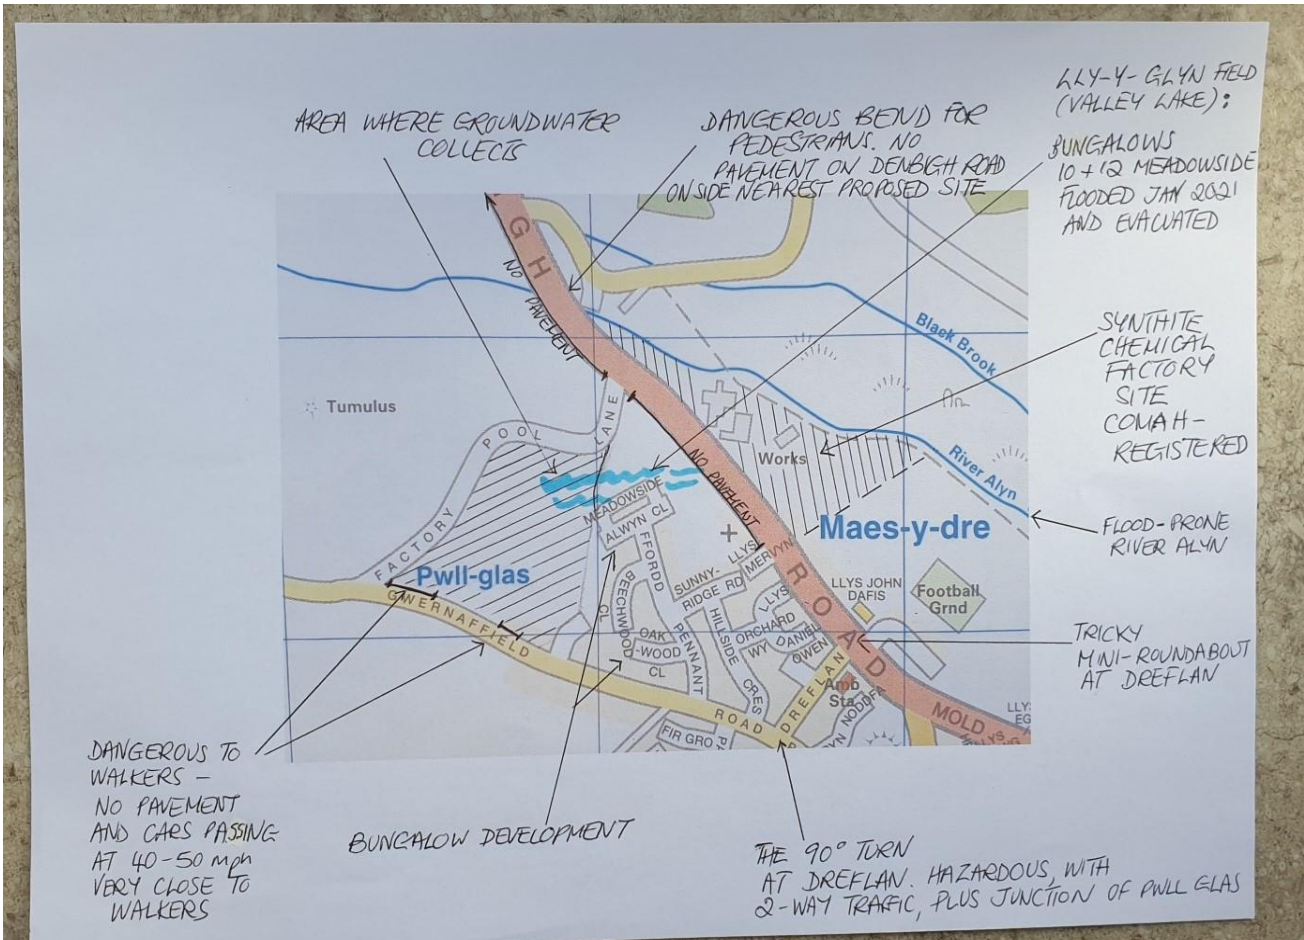 AREA WHERE GROUNDWATER
COLLECTS
DANGEROUS BEND FOR
PEDESTRIANS. NO
PAVEMENT ON DENBIGH ROAD
ON SIDE NEAREST PROPOSED SITE
LLY-Y-GLYN FIELD
(VALLEY LAKE):
BUNGALOWS
10 + 12 MEADOWSIDE
FLOODED JAN 2021
AND EVACUATED
SYNTHITE
CHEMICAL
FACTORY
SITE
COMAH-
REGISTERED
FLOOD-PRONE
RIVER ALYN
TRICKY
MINI-ROUNDABOUT
AT DREFLAN
GH
NO PAVEMENT
Black Brook
Tumulus
FACTORY POOL LANE
Works
River Alyn
NO PAVEMENT
Maes-y-dre
MEADOWSIDE
ALWYN CL
Pwll-glas
FFORDD PENNANT
BEECHWOOD CL
SUNNY-
RIDGE RD
LLYS
MERVYN
HILLSIDE CRES
OAK
-WOOD
CL
ORCHARD
WY
LLYS
DANIEL
OWEN
LLYS JOHN
DAFIS
Football
Grnd
ROAD
GWERNAFFIELD ROAD
DREFLAN
Amb
Sta
NODDFA
MOLD
LLY
EG
LLYS
FIR GRO
DANGEROUS TO
WALKERS -
NO PAVEMENT
AND CARS PASSING
AT 40-50 mph
VERY CLOSE TO
WALKERS
BUNGALOW DEVELOPMENT
THE 90° TURN
AT DREFLAN. HAZARDOUS, WITH
2-WAY TRAFFIC, PLUS JUNCTION OF PWLL GLAS